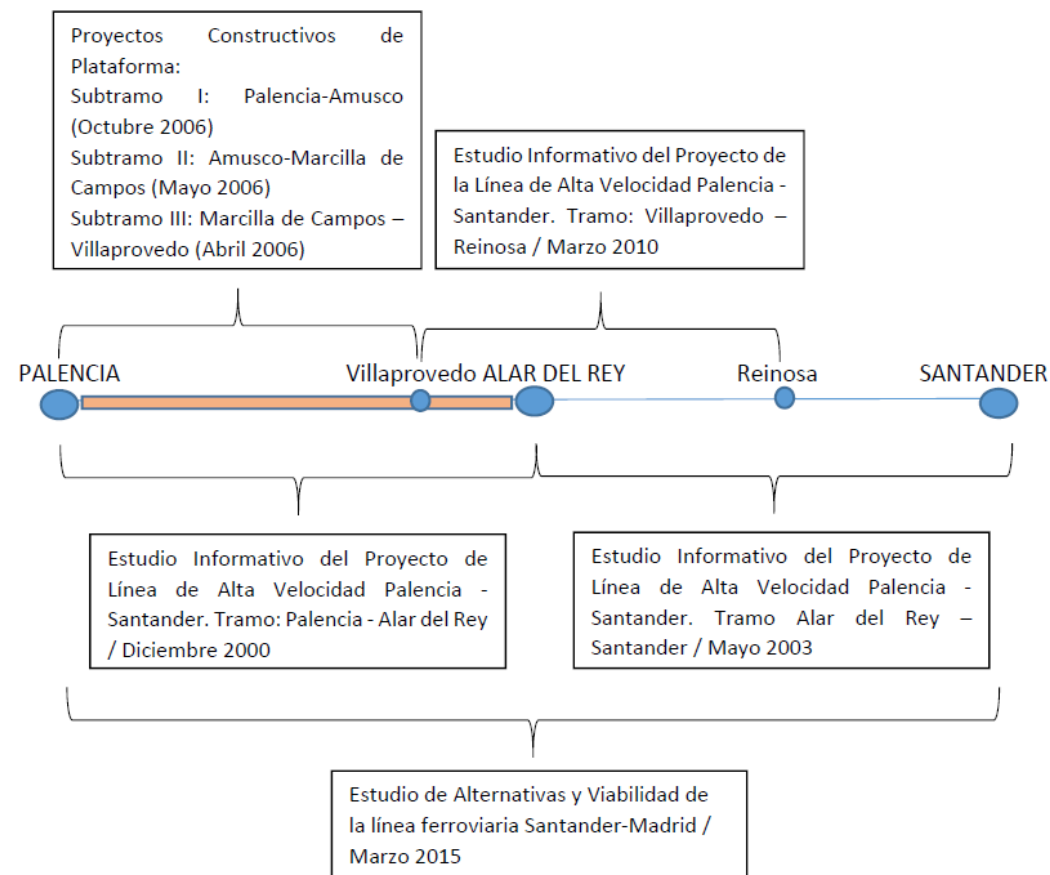 Proyectos Constructivos de
Plataforma:
Subtramo I: Palencia-Amusco
(Octubre 2006)
Subtramo II: Amusco-Marcilla de
Campos (Mayo 2006)
Subtramo III: Marcilla de Campos –
Villaprovedo (Abril 2006)
Estudio Informativo del Proyecto de
la Línea de Alta Velocidad Palencia -
Santander. Tramo: Villaprovedo –
Reinosa / Marzo 2010
PALENCIA
Villaprovedo
ALAR DEL REY
Reinosa
SANTANDER
Estudio Informativo del Proyecto de
Línea de Alta Velocidad Palencia -
Santander. Tramo: Palencia - Alar del Rey
/ Diciembre 2000
Estudio Informativo del Proyecto de
Línea de Alta Velocidad Palencia -
Santander. Tramo Alar del Rey –
Santander / Mayo 2003
Estudio de Alternativas y Viabilidad de
la línea ferroviaria Santander-Madrid /
Marzo 2015